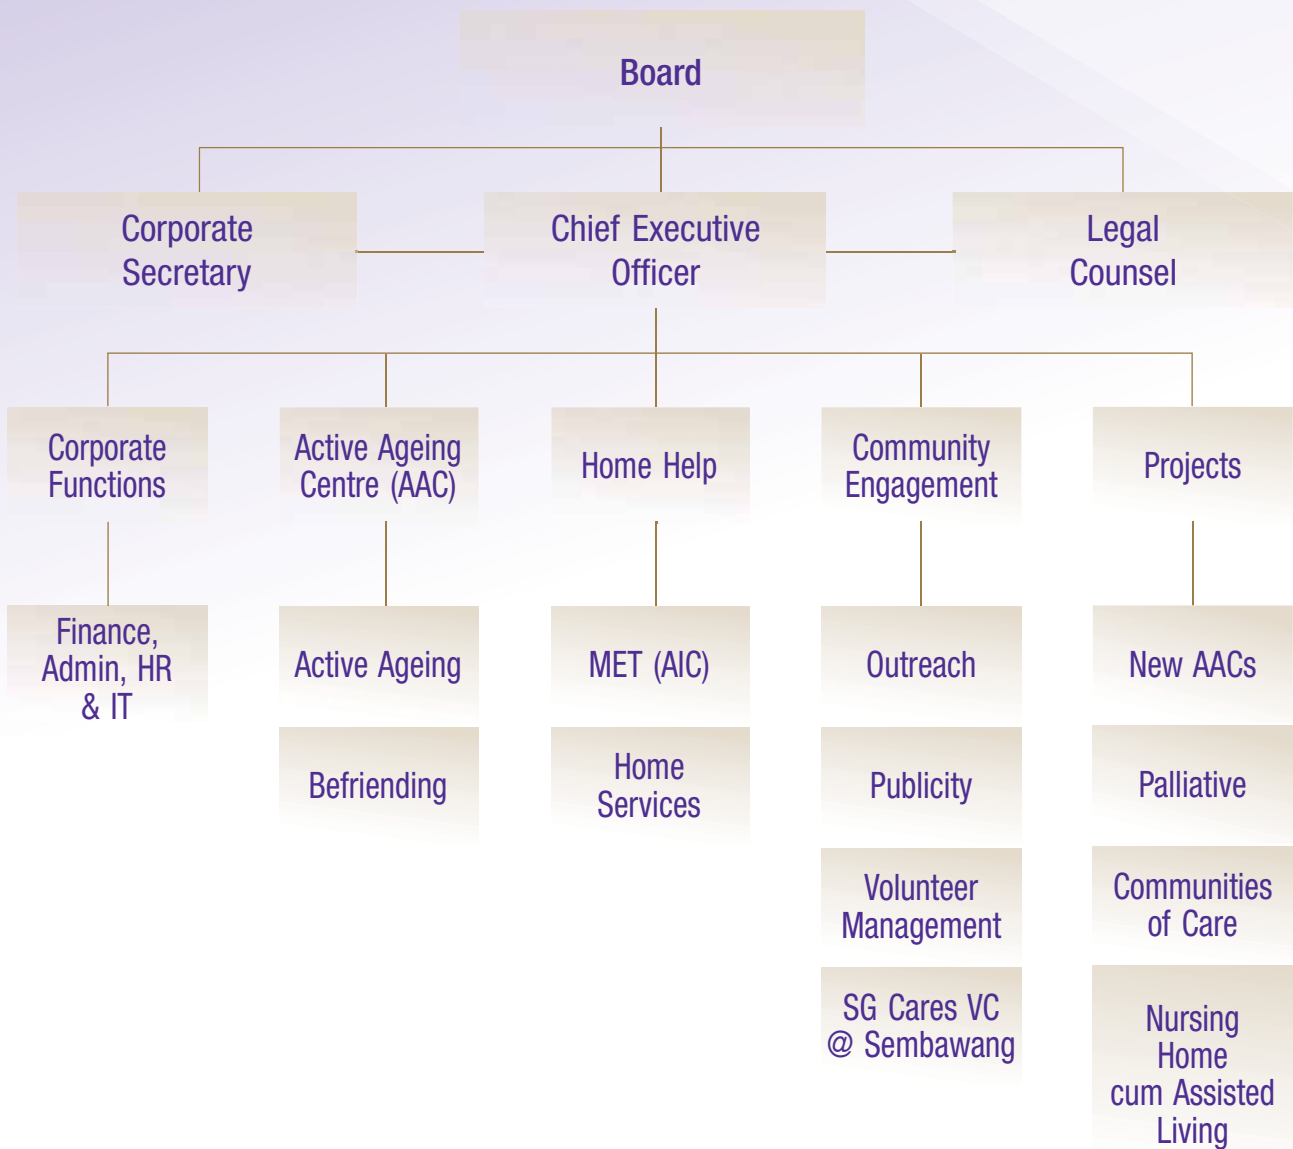 Board
Corporate
Secretary
Chief Executive
Officer
Legal
Counsel
Corporate
Functions
Active Ageing
Centre (AAC)
Home Help
Community
Engagement
Projects
Finance,
Admin, HR
& IT
Active Ageing
Befriending
MET (AIC)
Home
Services
Outreach
Publicity
Volunteer
Management
SG Cares VC
@ Sembawang
New AACs
Palliative
Communities
of Care
Nursing
Home
cum Assisted
Living